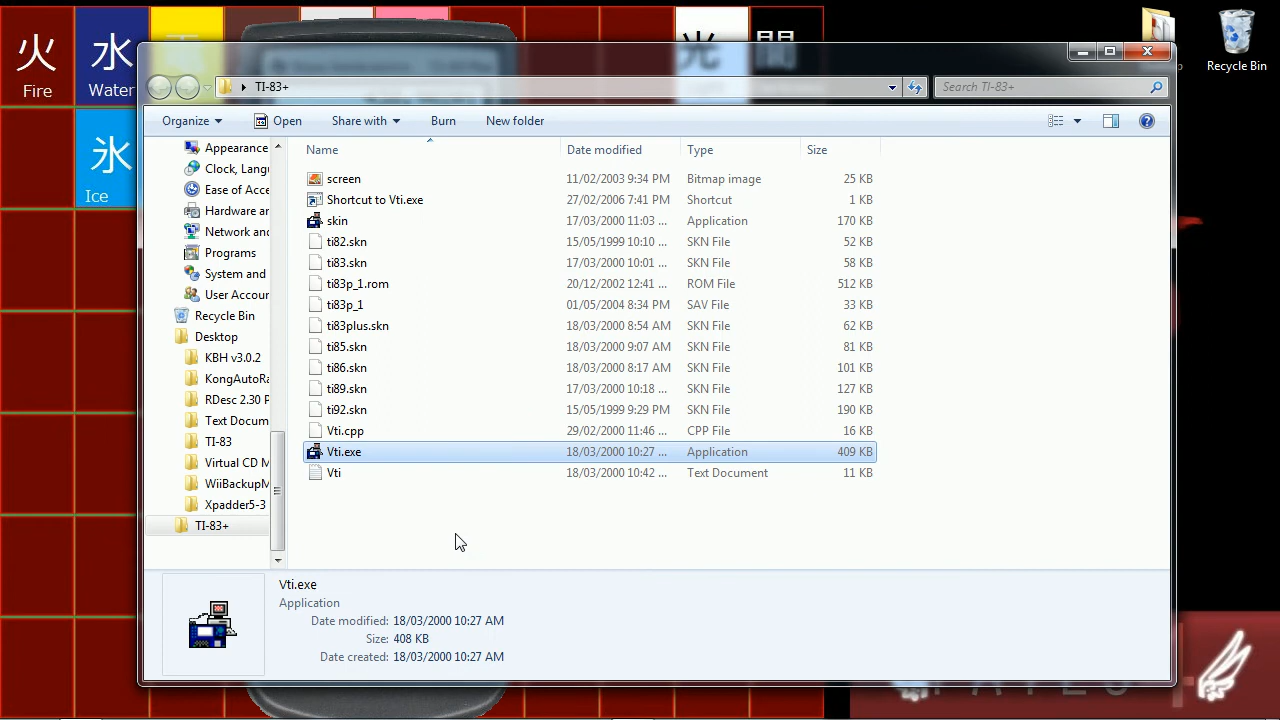 火
水
光
闇
Fire
Water
Recycle Bin
TI-83+
Search TI-83+
Organize
Open
Share with
Burn
New folder
Name
Date modified
Type
Size
Appearance
Clock, Langu
Ease of Acce
Hardware an
Network and
Programs
System and
User Accour
Recycle Bin
Desktop
KBH v3.0.2
KongAutoRa
RDesc 2.30 F
Text Docum
TI-83
Virtual CD M
WiiBackupM
Xpadder5-3
TI-83+
screen 11/02/2003 9:34 PM Bitmap image 25 KB
Shortcut to Vti.exe 27/02/2006 7:41 PM Shortcut 1 KB
skin 17/03/2000 11:03 ... Application 170 KB
ti82.skn 15/05/1999 10:10 ... SKN File 52 KB
ti83.skn 17/03/2000 10:01 ... SKN File 58 KB
ti83p_1.rom 20/12/2002 12:41 ... ROM File 512 KB
ti83p_1 01/05/2004 8:34 PM SAV File 33 KB
ti83plus.skn 18/03/2000 8:54 AM SKN File 62 KB
ti85.skn 18/03/2000 9:07 AM SKN File 81 KB
ti86.skn 18/03/2000 8:17 AM SKN File 101 KB
ti89.skn 17/03/2000 10:18 ... SKN File 127 KB
ti92.skn 15/05/1999 9:29 PM SKN File 190 KB
Vti.cpp 29/02/2000 11:46 ... CPP File 16 KB
Vti.exe 18/03/2000 10:27 ... Application 409 KB
Vti 18/03/2000 10:42 ... Text Document 11 KB
氷
Ice
Vti.exe
Application
Date modified: 18/03/2000 10:27 AM
Size: 408 KB
Date created: 18/03/2000 10:27 AM